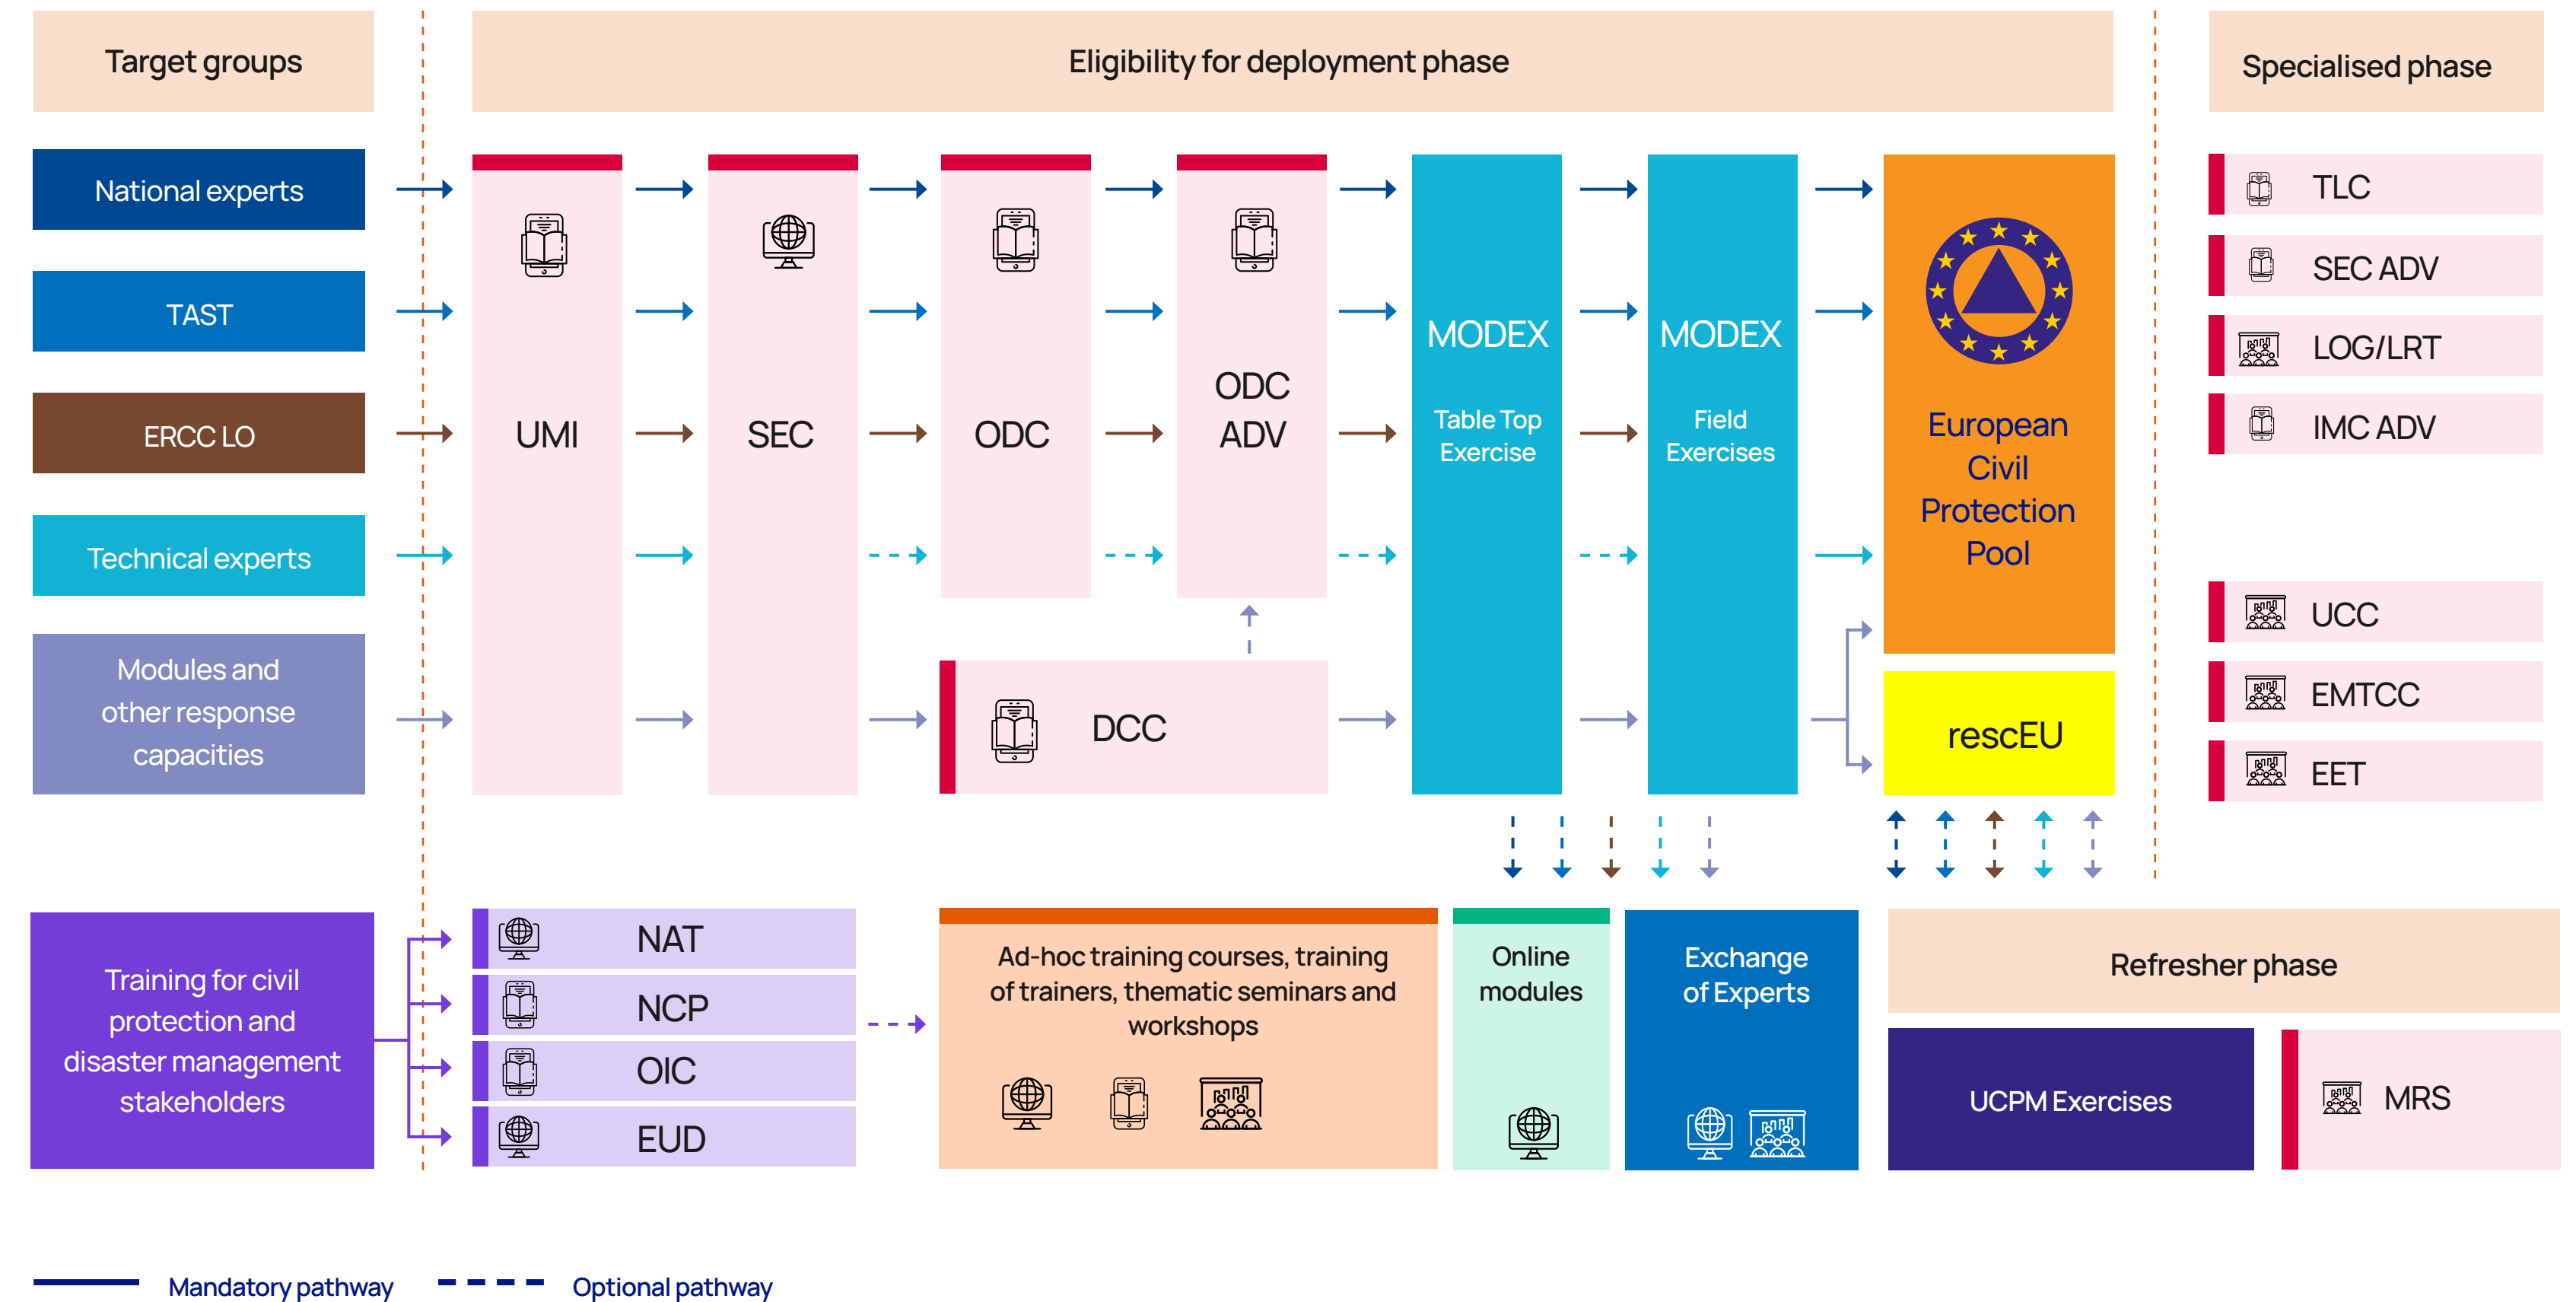 Target groups
Eligibility for deployment phase
Specialised phase
National experts
TAST
ERCC LO
Technical experts
Modules and
other response
capacities
UMI
SEC
ODC
ODC
ADV
DCC
MODEX
Table Top
Exercise
MODEX
Field
Exercises
European
Civil
Protection
Pool
rescEU
TLC
SEC ADV
LOG/LRT
IMC ADV
UCC
EMTCC
EET
Training for civil
protection and
disaster management
stakeholders
NAT
NCP
OIC
EUD
Ad-hoc training courses, training
of trainers, thematic seminars and
workshops
Online
modules
Exchange
of Experts
Refresher phase
UCPM Exercises
MRS
Mandatory pathway
Optional pathway